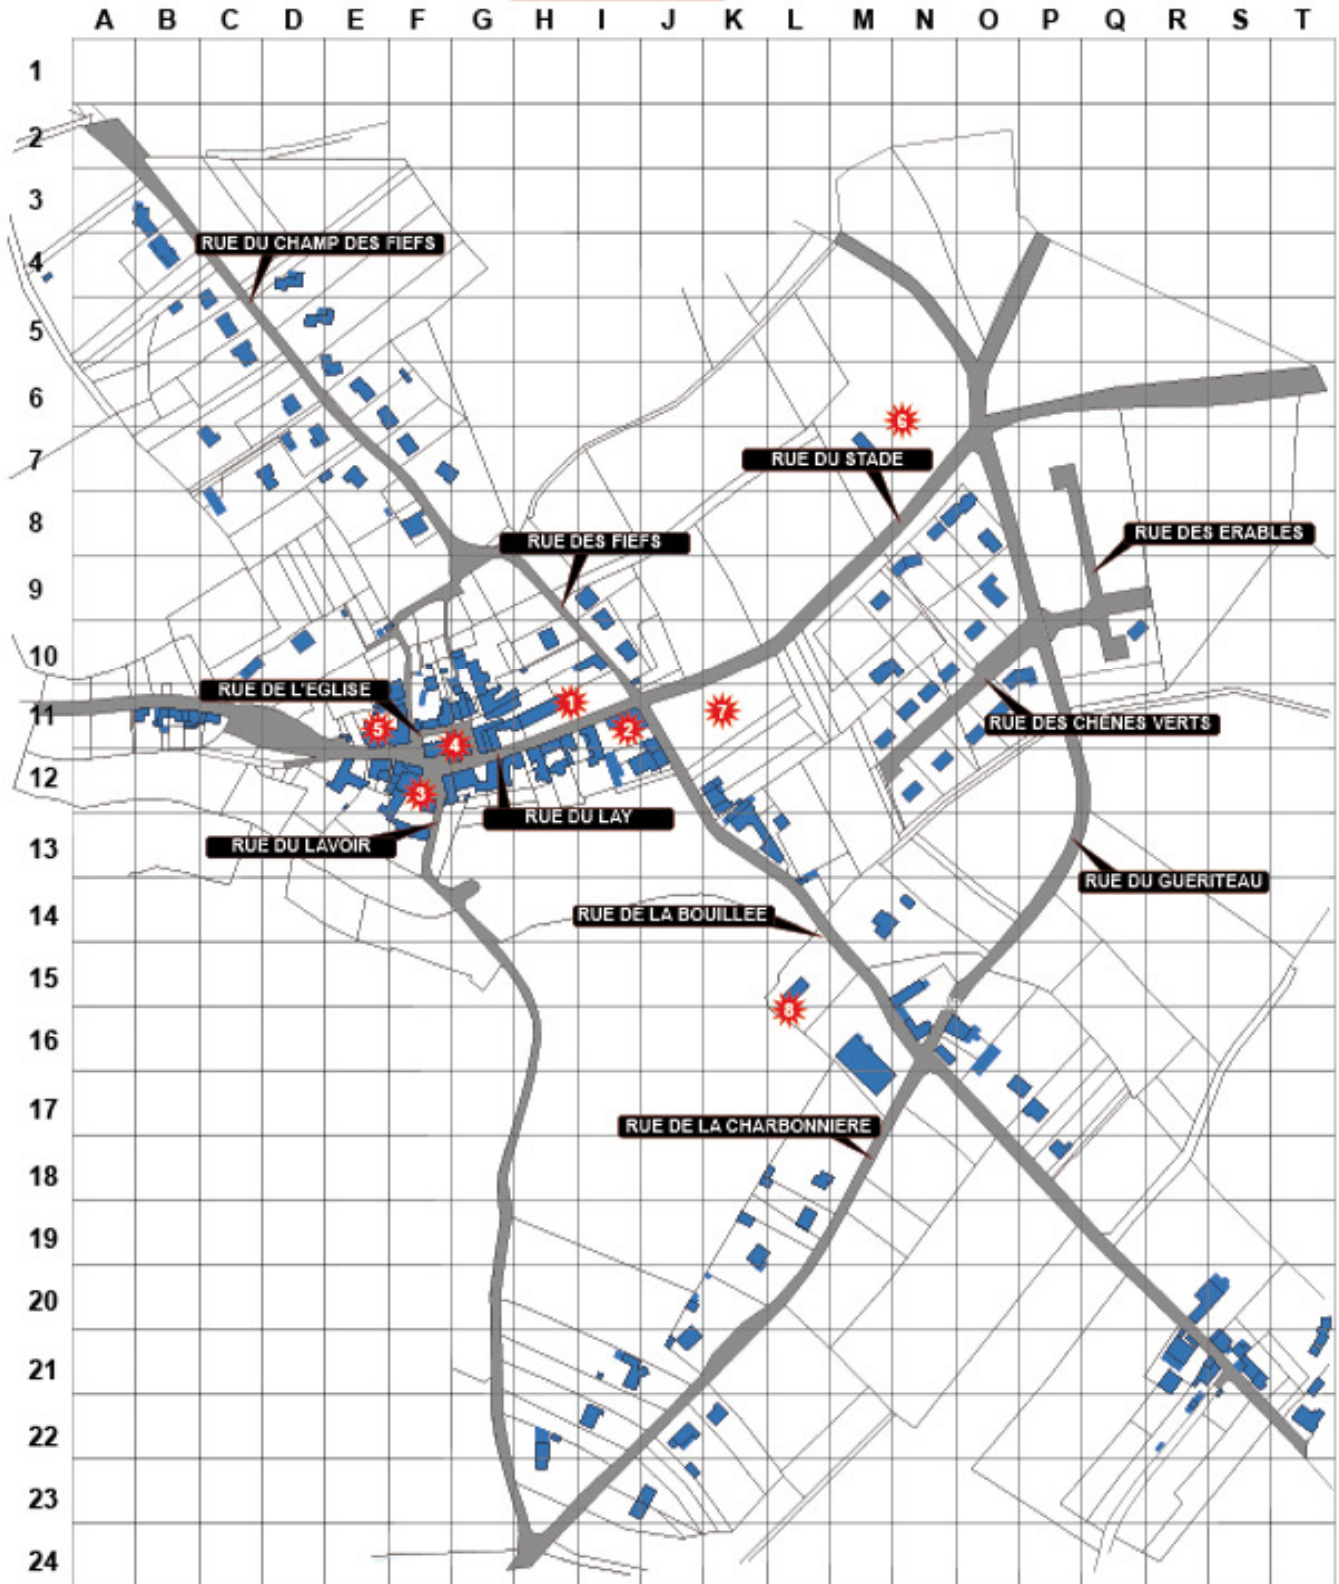 A B C D E F G H I J K L M N O P Q R S T
1
2
3
RUE DU CHAMP DES FIEFS
4
5
6
6
7
RUE DU STADE
8
RUE DES FIEFS
RUE DES ERABLES
9
10
RUE DE L'EGLISE
1
7
11
5
2
RUE DES CHÊNES VERTS
4
12
3
RUE DU LAY
13
RUE DU LAVOIR
RUE DU GUERITEAU
14
RUE DE LA BOUILLEE
15
8
16
17
RUE DE LA CHARBONNIERE
18
19
20
21
22
23
24